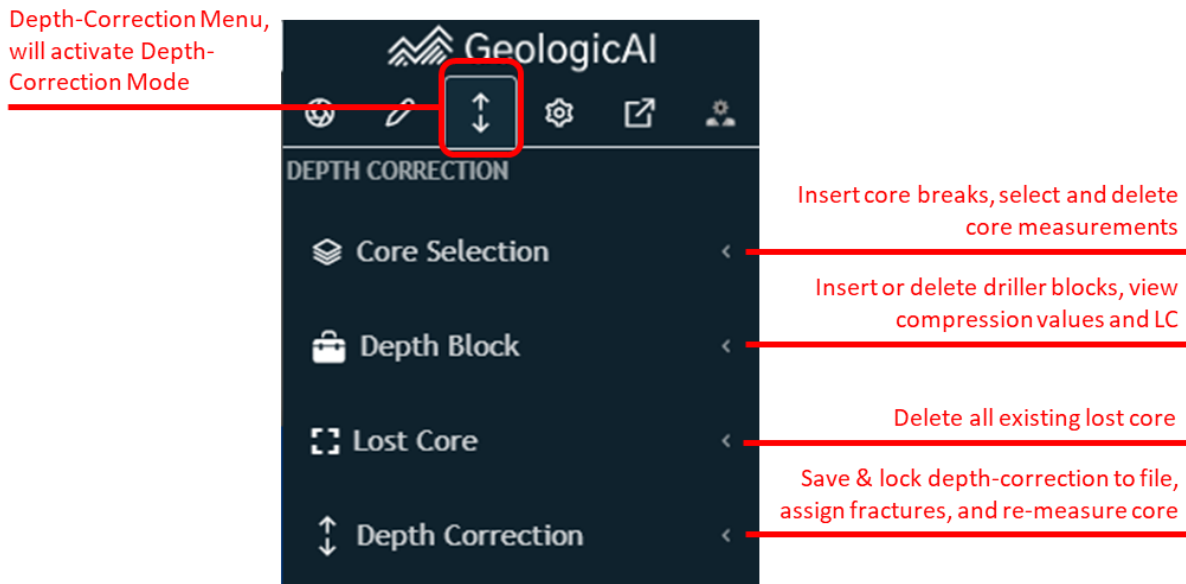 Depth-Correction Menu,
will activate Depth-
Correction Mode
GeologicAI
DEPTH CORRECTION
Core Selection
Insert core breaks, select and delete
core measurements
Depth Block
Insert or delete driller blocks, view
compression values and LC
Lost Core
Delete all existing lost core
Depth Correction
Save & lock depth-correction to file,
assign fractures, and re-measure core